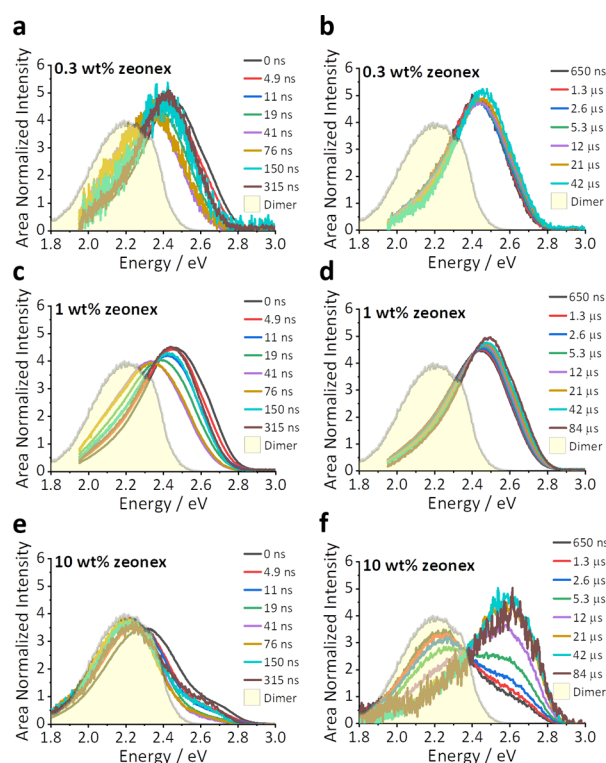 a
0.3 wt% zeonex
Area Normalized Intensity
6
5
4
3
2
1
0
1.8 2.0 2.2 2.4 2.6 2.8 3.0
Energy / eV
0 ns
4.9 ns
11 ns
19 ns
41 ns
76 ns
150 ns
315 ns
Dimer
b
0.3 wt% zeonex
Area Normalized Intensity
6
5
4
3
2
1
0
1.8 2.0 2.2 2.4 2.6 2.8 3.0
Energy / eV
650 ns
1.3 μs
2.6 μs
5.3 μs
12 μs
21 μs
42 μs
Dimer
c
1 wt% zeonex
Area Normalized Intensity
6
5
4
3
2
1
0
1.8 2.0 2.2 2.4 2.6 2.8 3.0
Energy / eV
0 ns
4.9 ns
11 ns
19 ns
41 ns
76 ns
150 ns
315 ns
Dimer
d
1 wt% zeonex
Area Normalized Intensity
6
5
4
3
2
1
0
1.8 2.0 2.2 2.4 2.6 2.8 3.0
Energy / eV
650 ns
1.3 μs
2.6 μs
5.3 μs
12 μs
21 μs
42 μs
84 μs
Dimer
e
10 wt% zeonex
Area Normalized Intensity
6
5
4
3
2
1
0
1.8 2.0 2.2 2.4 2.6 2.8 3.0
Energy / eV
0 ns
4.9 ns
11 ns
19 ns
41 ns
76 ns
150 ns
315 ns
Dimer
f
10 wt% zeonex
Area Normalized Intensity
6
5
4
3
2
1
0
1.8 2.0 2.2 2.4 2.6 2.8 3.0
Energy / eV
650 ns
1.3 μs
2.6 μs
5.3 μs
12 μs
21 μs
42 μs
84 μs
Dimer